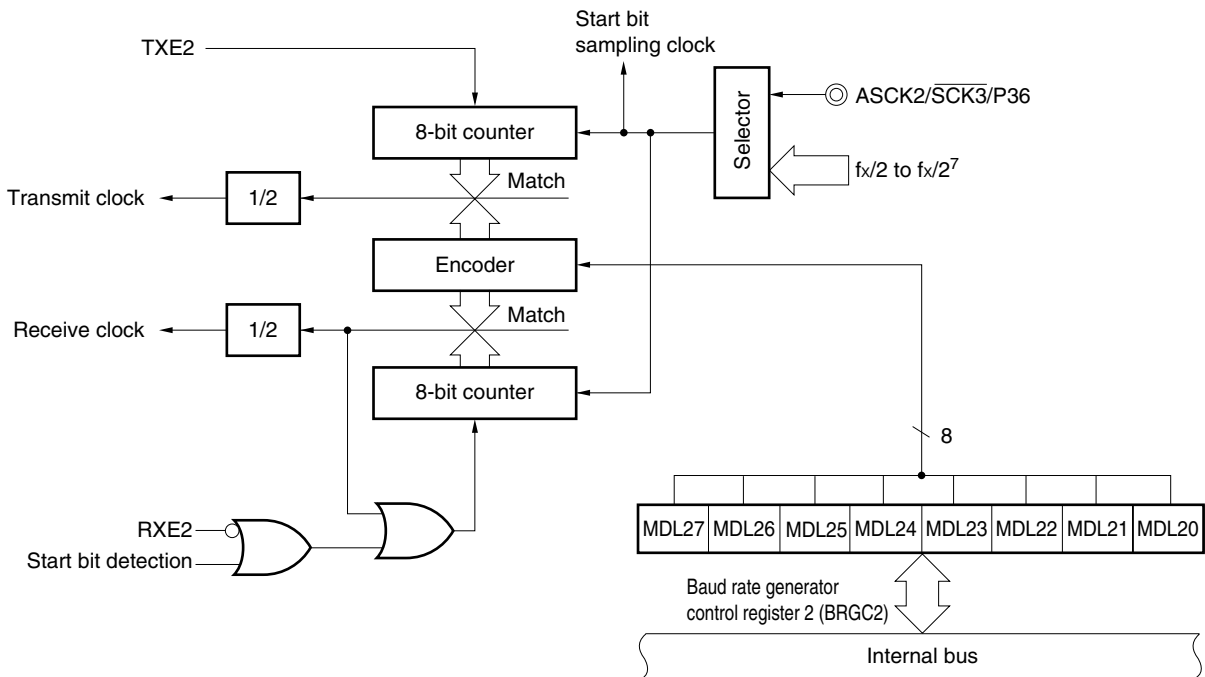 Start bit
sampling clock
TXE2
ASCK2/SCK3/P36
Selector
8-bit counter
fx/2 to fx/2⁷
Match
Transmit clock
1/2
Encoder
Match
Receive clock
1/2
8-bit counter
8
RXE2
Start bit detection
MDL27 MDL26 MDL25 MDL24 MDL23 MDL22 MDL21 MDL20
Baud rate generator
control register 2 (BRGC2)
Internal bus